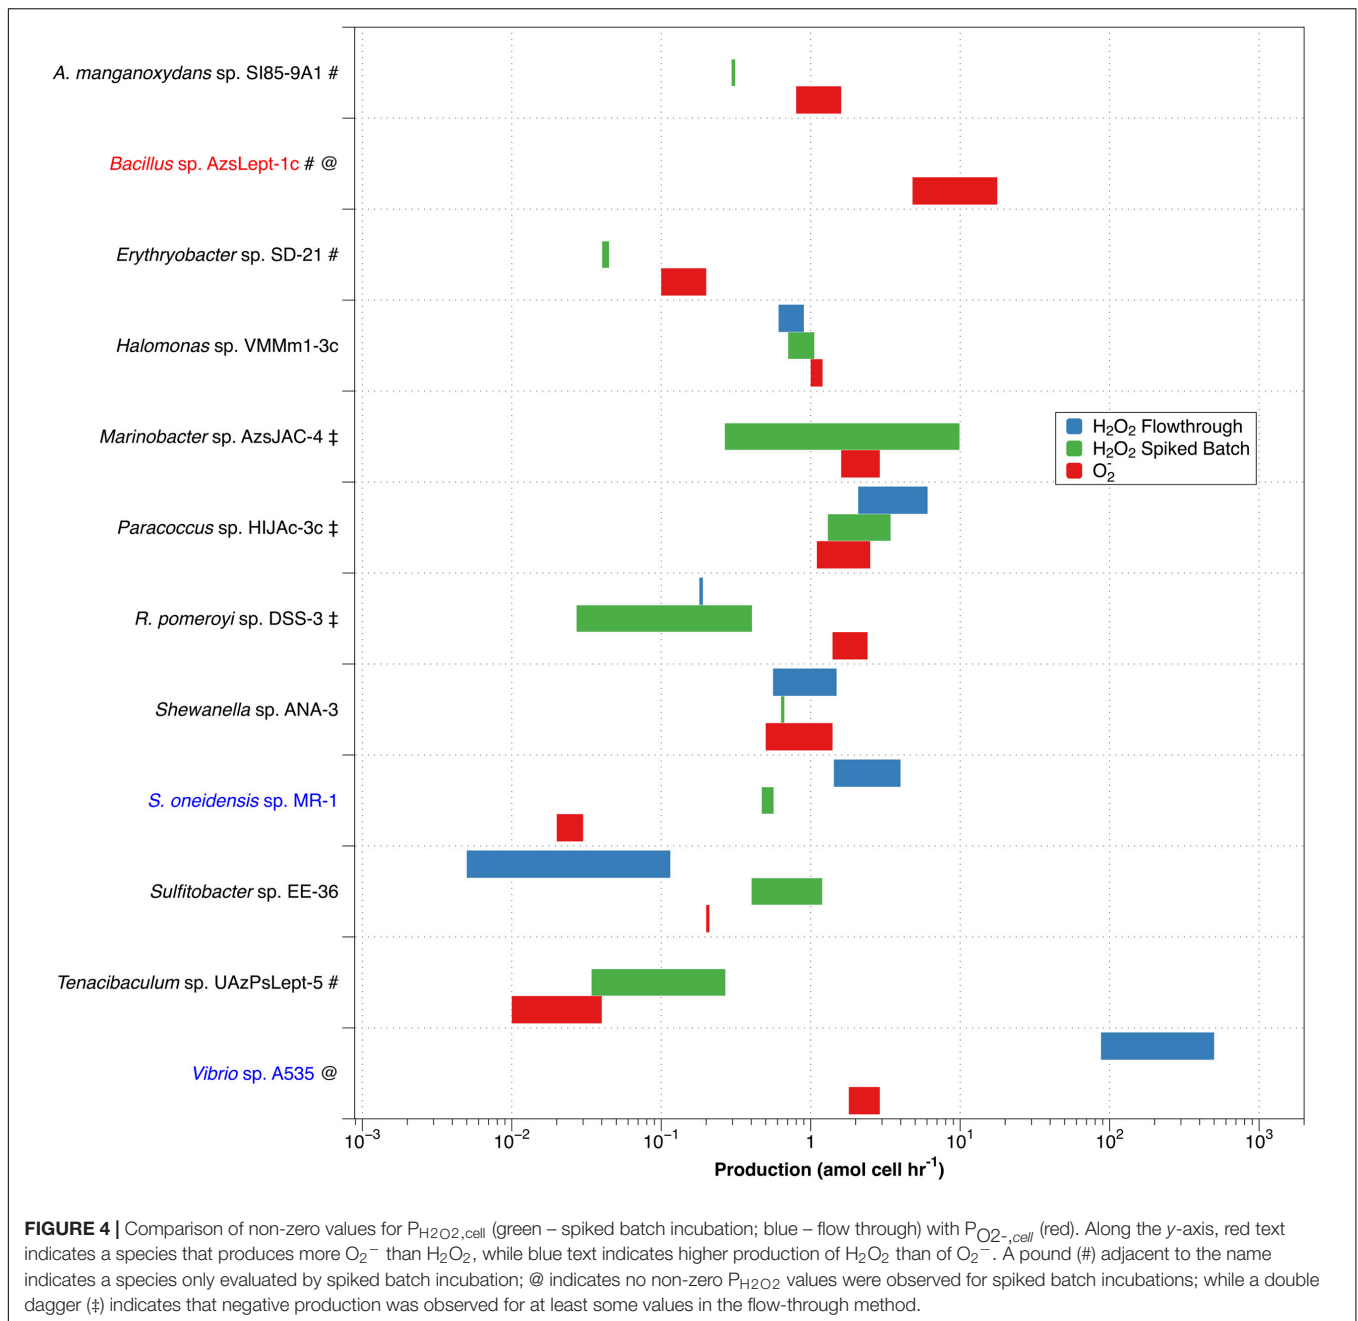 A. manganoxydans sp. SI85-9A1 #
Bacillus sp. AzsLept-1c # @
Erythryobacter sp. SD-21 #
Halomonas sp. VMMm1-3c
Marinobacter sp. AzsJAC-4 ‡
Paracoccus sp. HIJAc-3c ‡
R. pomeroyi sp. DSS-3 ‡
Shewanella sp. ANA-3
S. oneidensis sp. MR-1
Sulfitobacter sp. EE-36
Tenacibaculum sp. UAzPsLept-5 #
Vibrio sp. A535 @
H₂O₂ Flowthrough
H₂O₂ Spiked Batch
O₂⁻
10⁻³ 10⁻² 10⁻¹ 1 10¹ 10² 10³
Production (amol cell hr⁻¹)
FIGURE 4 | Comparison of non-zero values for P_H2O2,cell (green – spiked batch incubation; blue – flow through) with P_O2-,cell (red). Along the y-axis, red text
indicates a species that produces more O₂⁻ than H₂O₂, while blue text indicates higher production of H₂O₂ than of O₂⁻. A pound (#) adjacent to the name
indicates a species only evaluated by spiked batch incubation; @ indicates no non-zero P_H2O2 values were observed for spiked batch incubations; while a double
dagger (‡) indicates that negative production was observed for at least some values in the flow-through method.